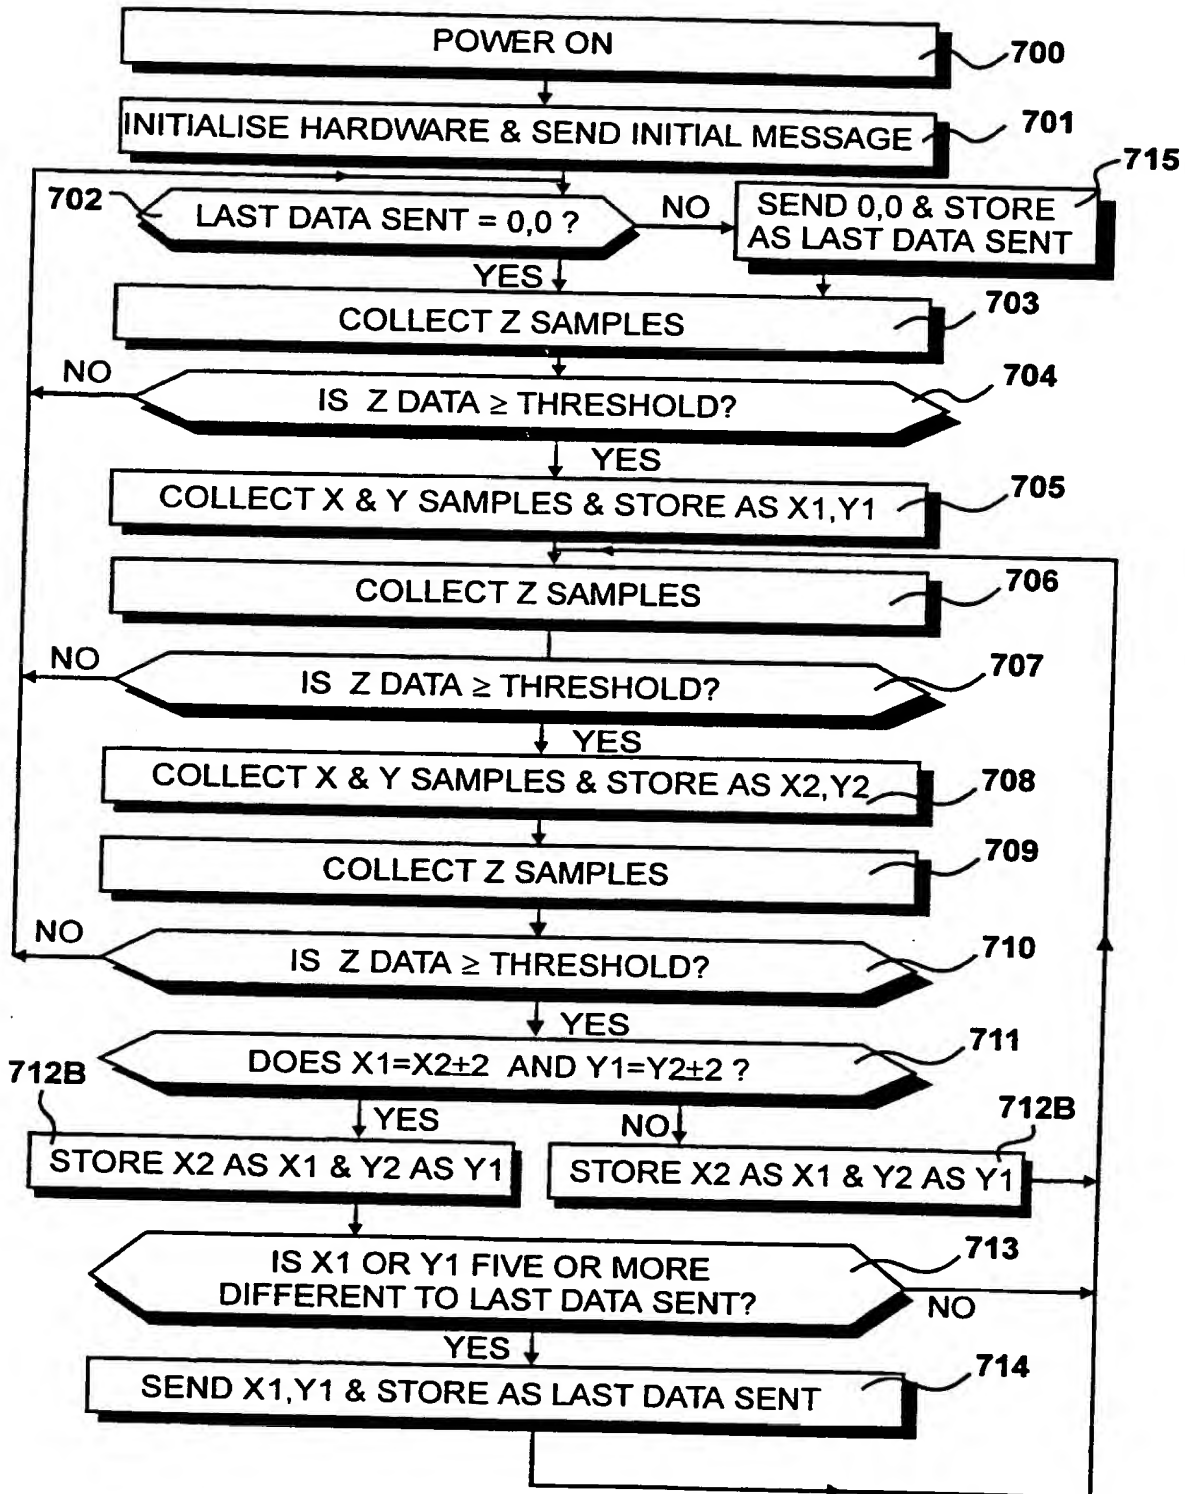 POWER ON
700
INITIALISE HARDWARE & SEND INITIAL MESSAGE
701
715
702
LAST DATA SENT = 0,0 ?
NO
SEND 0,0 & STORE
AS LAST DATA SENT
YES
COLLECT Z SAMPLES
703
NO
IS Z DATA ≥ THRESHOLD?
704
YES
COLLECT X & Y SAMPLES & STORE AS X1,Y1
705
COLLECT Z SAMPLES
706
NO
IS Z DATA ≥ THRESHOLD?
707
YES
COLLECT X & Y SAMPLES & STORE AS X2,Y2
708
COLLECT Z SAMPLES
709
NO
IS Z DATA ≥ THRESHOLD?
710
YES
DOES X1=X2±2 AND Y1=Y2±2 ?
711
712B
YES
NO
712B
STORE X2 AS X1 & Y2 AS Y1
STORE X2 AS X1 & Y2 AS Y1
IS X1 OR Y1 FIVE OR MORE
DIFFERENT TO LAST DATA SENT?
713
NO
YES
SEND X1,Y1 & STORE AS LAST DATA SENT
714